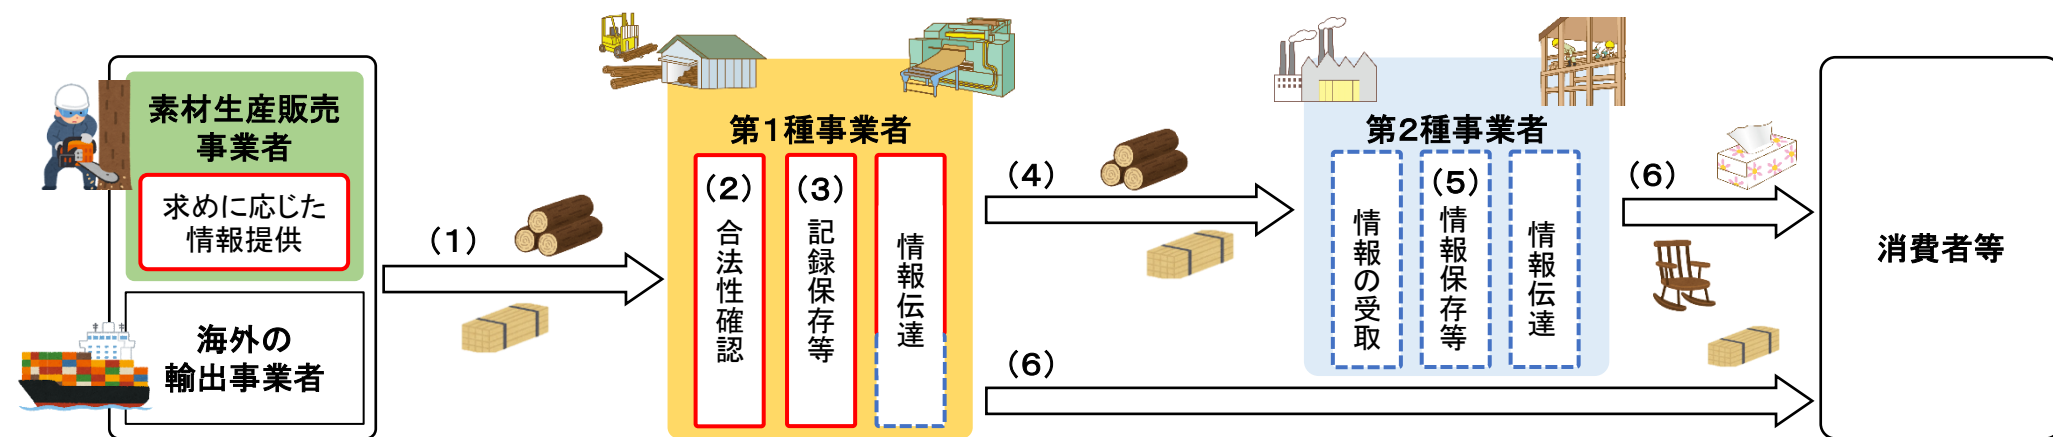 素材生産販売
事業者
求めに応じた
情報提供
海外の
輸出事業者
(1)
第1種事業者
(2)
合法性確認
(3)
記録保存等
情報伝達
(4)
(6)
第2種事業者
情報の受取
(5)
情報保存等
情報伝達
(6)
消費者等